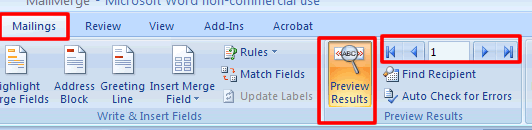 MailMerge - Microsoft Word non-commercial use
Mailings Review View Add-Ins Acrobat
Highlight
Merge Fields
Address
Block
Greeting
Line
Insert Merge
Field
Rules
Match Fields
Update Labels
Write & Insert Fields
ABC
Preview
Results
1
Find Recipient
Auto Check for Errors
Preview Results